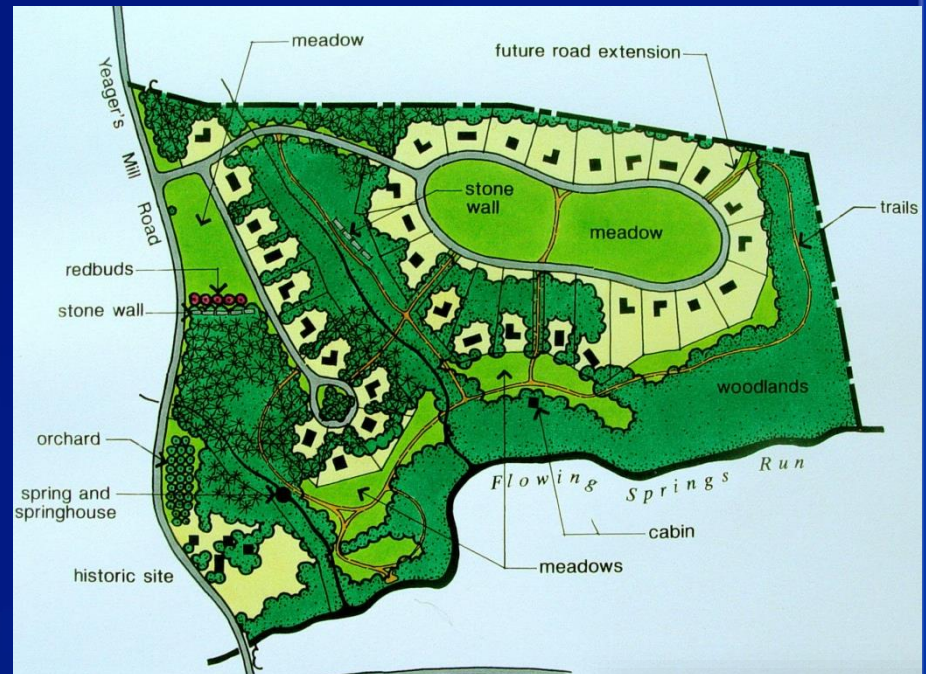 meadow
future road extension
Yeager's Mill Road
stone
wall
meadow
trails
redbuds
stone wall
woodlands
orchard
Flowing Springs Run
spring and
springhouse
cabin
meadows
historic site